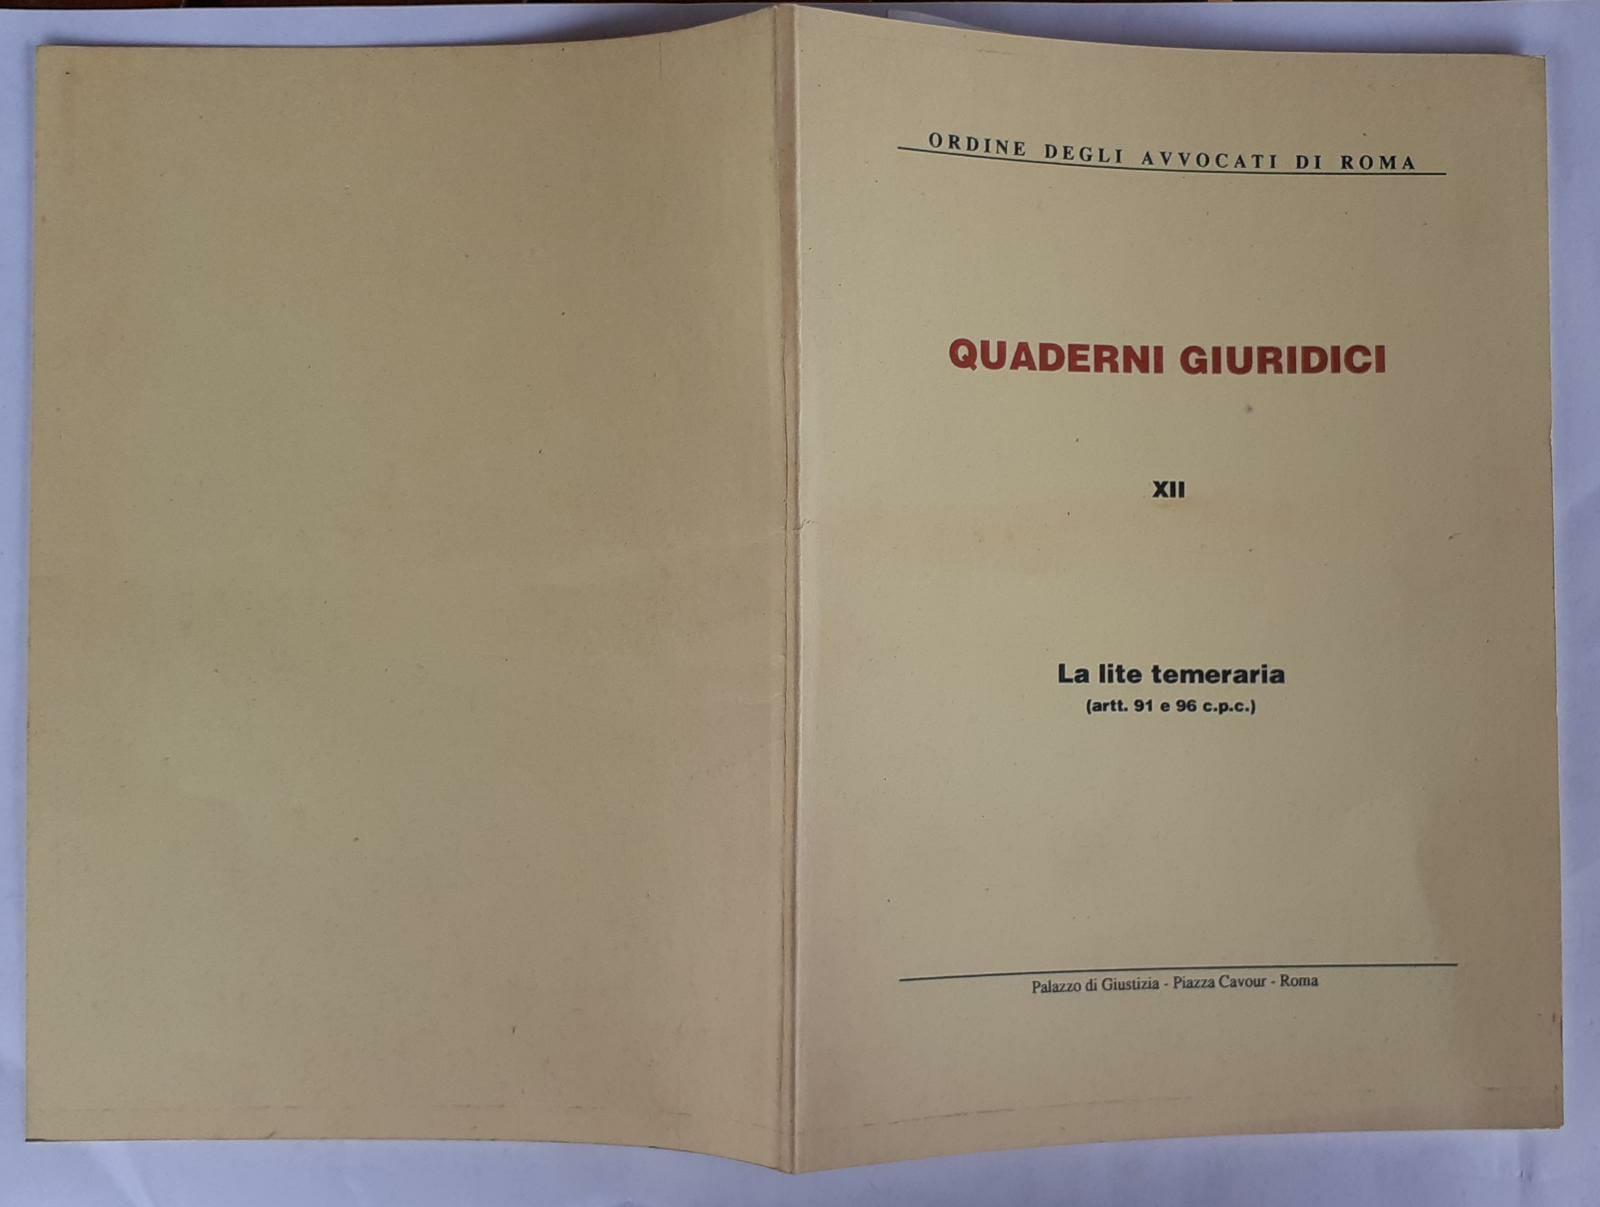 ORDINE DEGLI AVVOCATI DI ROMA
QUADERNI GIURIDICI
XII
La lite temeraria
(artt. 91 e 96 c.p.c.)
Palazzo di Giustizia - Piazza Cavour - Roma